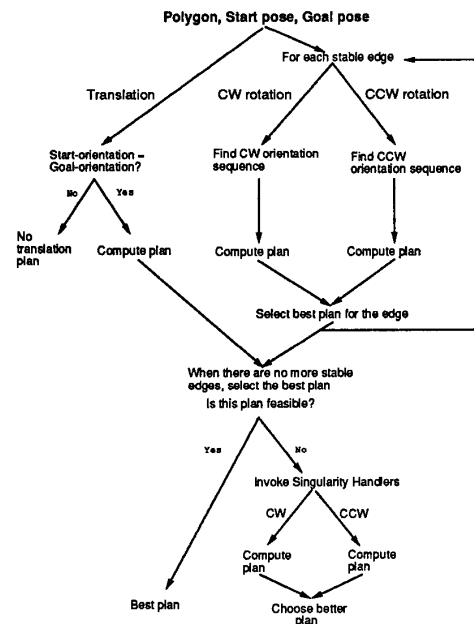 Polygon, Start pose, Goal pose
For each stable edge
Translation
CW rotation
CCW rotation
Start-orientation =
Goal-orientation?
Find CW orientation
sequence
Find CCW
orientation sequence
No
Yes
No
translation
plan
Compute plan
Compute plan
Compute plan
Select best plan for the edge
When there are no more stable
edges, select the best plan
Is this plan feasible?
Yes
No
Invoke Singularity Handlers
CW
CCW
Compute
plan
Compute
plan
Best plan
Choose better
plan